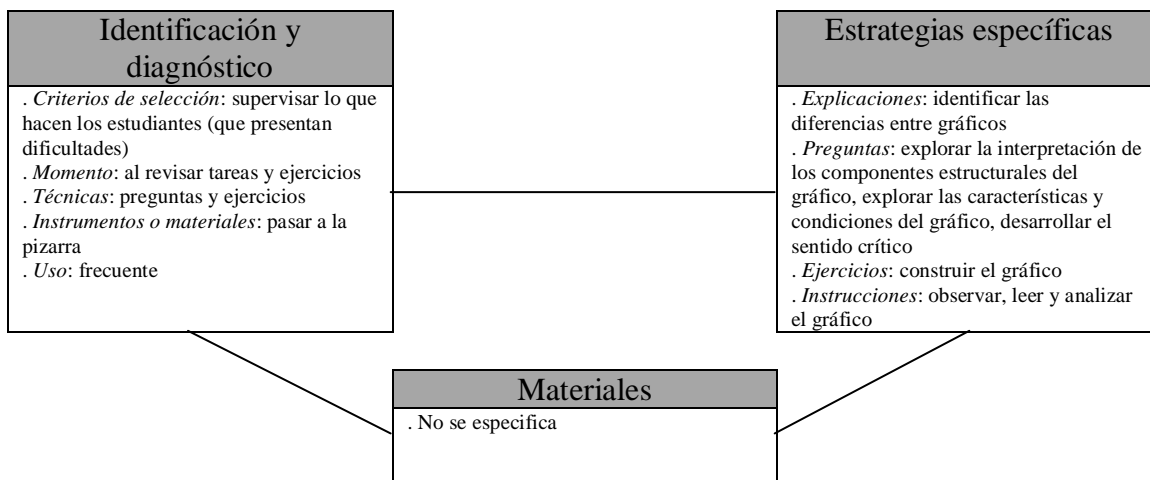 Identificación y
diagnóstico
. Criterios de selección: supervisar lo que
hacen los estudiantes (que presentan
dificultades)
. Momento: al revisar tareas y ejercicios
. Técnicas: preguntas y ejercicios
. Instrumentos o materiales: pasar a la
pizarra
. Uso: frecuente
Estrategias específicas
. Explicaciones: identificar las
diferencias entre gráficos
. Preguntas: explorar la interpretación de
los componentes estructurales del
gráfico, explorar las características y
condiciones del gráfico, desarrollar el
sentido crítico
. Ejercicios: construir el gráfico
. Instrucciones: observar, leer y analizar
el gráfico
Materiales
. No se especifica